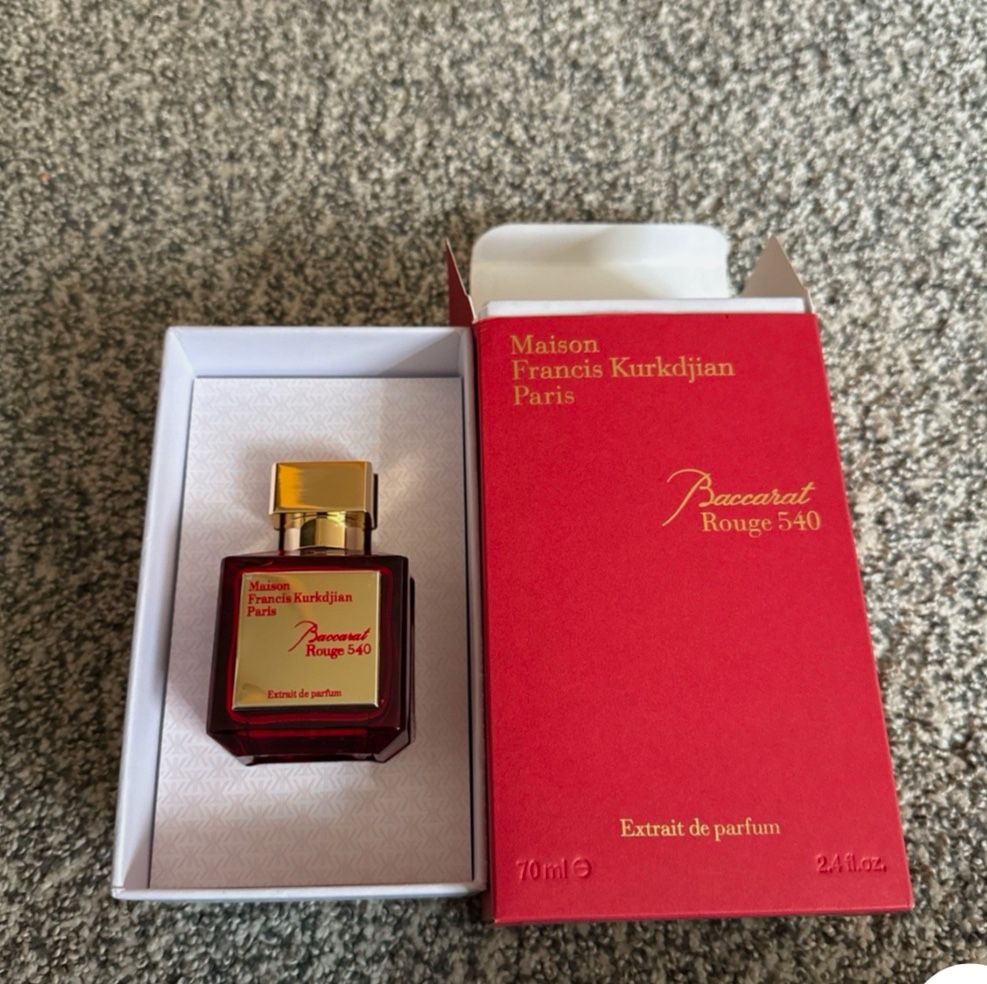 Maison
Francis Kurkdjian
Paris
Baccarat
Rouge 540
Extrait de parfum
Maison
Francis Kurkdjian
Paris
Baccarat
Rouge 540
Extrait de parfum
70 ml ℮
2.4 fl.oz.